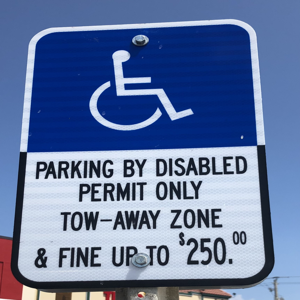 PARKING BY DISABLED
PERMIT ONLY
TOW-AWAY ZONE
& FINE UP TO $250.00